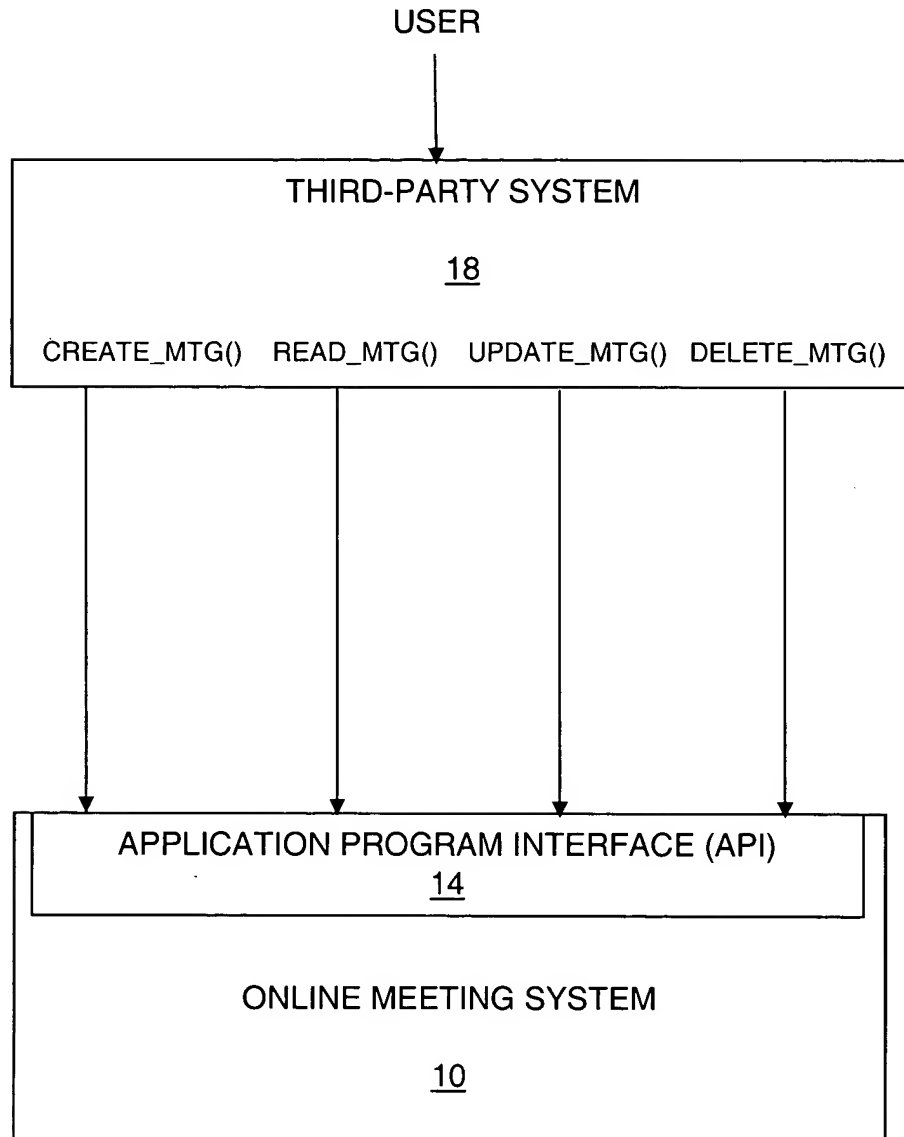 USER
THIRD-PARTY SYSTEM
18
CREATE_MTG() READ_MTG() UPDATE_MTG() DELETE_MTG()
APPLICATION PROGRAM INTERFACE (API)
14
ONLINE MEETING SYSTEM
10